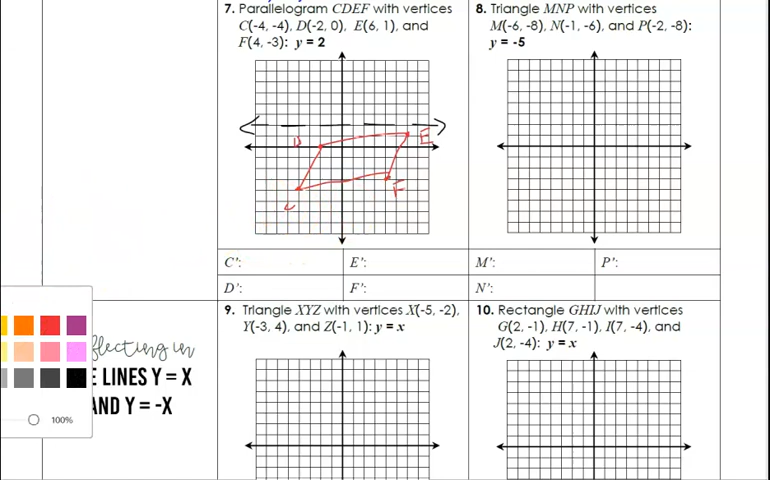 7. Parallelogram CDEF with vertices
C(-4, -4), D(-2, 0), E(6, 1), and
F(4, -3): y = 2
D
E
F
C
C':
E':
D':
F':
8. Triangle MNP with vertices
M(-6, -8), N(-1, -6), and P(-2, -8):
y = -5
M':
P':
N':
flecting in
E LINES Y = X
AND Y = -X
100%
9. Triangle XYZ with vertices X(-5, -2),
Y(-3, 4), and Z(-1, 1): y = x
10. Rectangle GHIJ with vertices
G(2, -1), H(7, -1), I(7, -4), and
J(2, -4): y = x